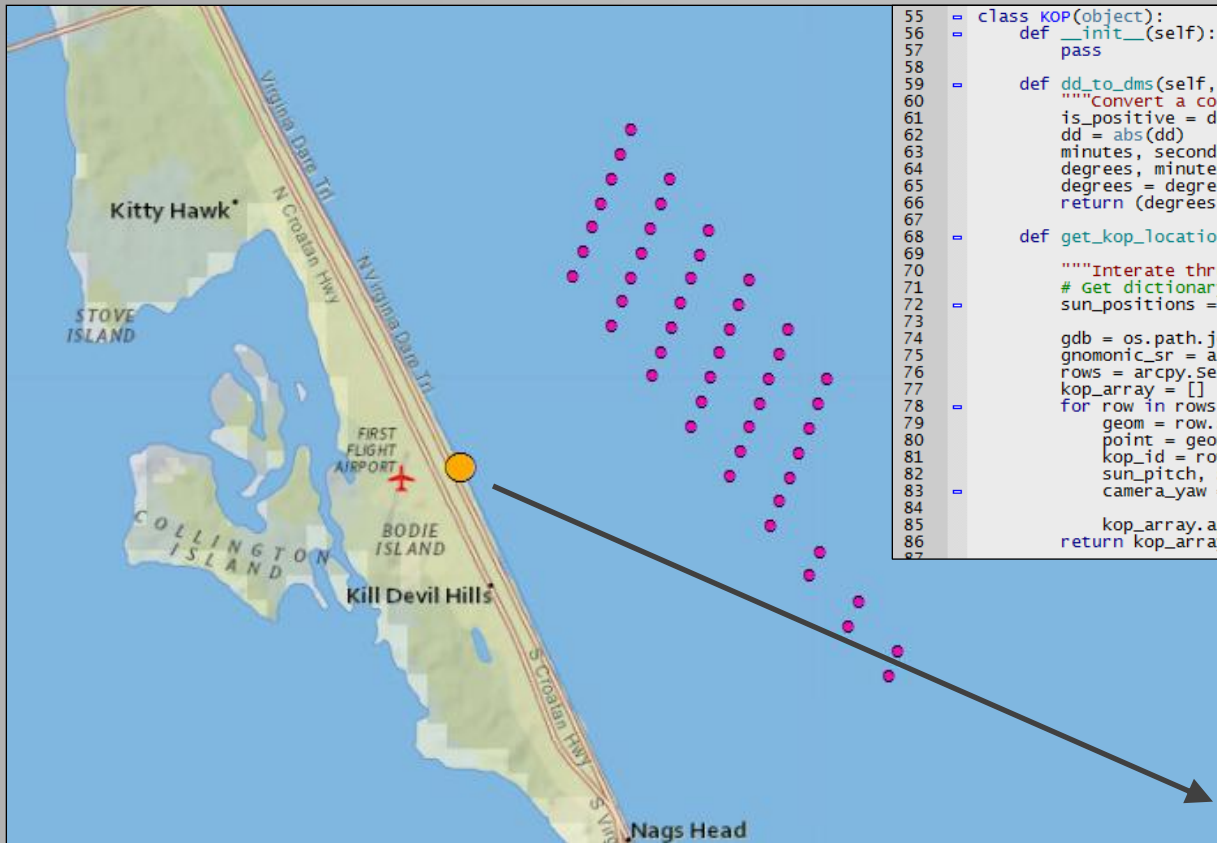 Virginia Dare Trl
N Croatan Hwy
N Virginia Dare Trl
Kitty Hawk
STOVE
ISLAND
FIRST
FLIGHT
AIRPORT
COLLINGTON
ISLAND
BODIE
ISLAND
Kill Devil Hills
S Croatan Hwy
S Virg
Nags Head
55 class KOP(object):
56 def __init__(self):
57 pass
58
59 def dd_to_dms(self,
60 """Convert a co
61 is_positive = d
62 dd = abs(dd)
63 minutes, second
64 degrees, minute
65 degrees = degre
66 return (degrees
67
68 def get_kop_locatio
69
70 """Interate thr
71 # Get dictionar
72 sun_positions =
73
74 gdb = os.path.j
75 gnomonic_sr = a
76 rows = arcpy.Se
77 kop_array = []
78 for row in rows
79 geom = row.
80 point = geo
81 kop_id = ro
82 sun_pitch,
83 camera_yaw
84
85 kop_array.a
86 return kop_arra
87